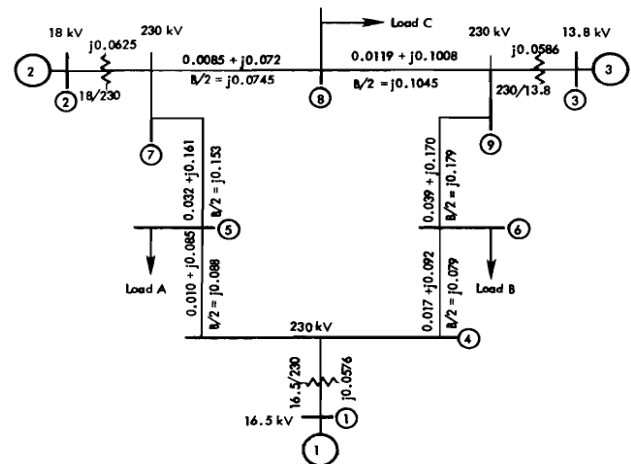 Load C
18 kV
230 kV
230 kV
13.8 kV
j0.0625
0.0085 + j0.072
0.0119 + j0.1008
j0.0586
2
3
B/2 = j0.0745
B/2 = j0.1045
2
18/230
8
230/13.8
3
7
9
0.032 +j0.161
B/2 = j0.153
0.039 + j0.170
B/2 = j0.179
5
6
Load A
0.010 + j0.085
B/2 = j0.088
0.017 +j0.092
B/2 = j0.079
Load B
230 kV
4
16.5/230
j0.0576
16.5 kV
1
1